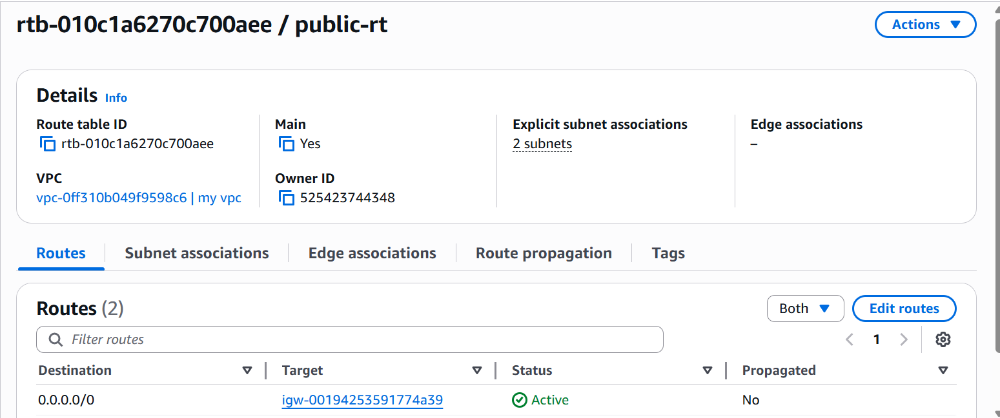 rtb-010c1a6270c700aee / public-rt
Actions
Details Info
Route table ID
rtb-010c1a6270c700aee
Main
Yes
Explicit subnet associations
2 subnets
Edge associations
–
VPC
vpc-0ff310b049f9598c6 | my vpc
Owner ID
525423744348
Routes
Subnet associations
Edge associations
Route propagation
Tags
Routes (2)
Both
Edit routes
Filter routes
1
Destination
Target
Status
Propagated
0.0.0.0/0
igw-00194253591774a39
Active
No